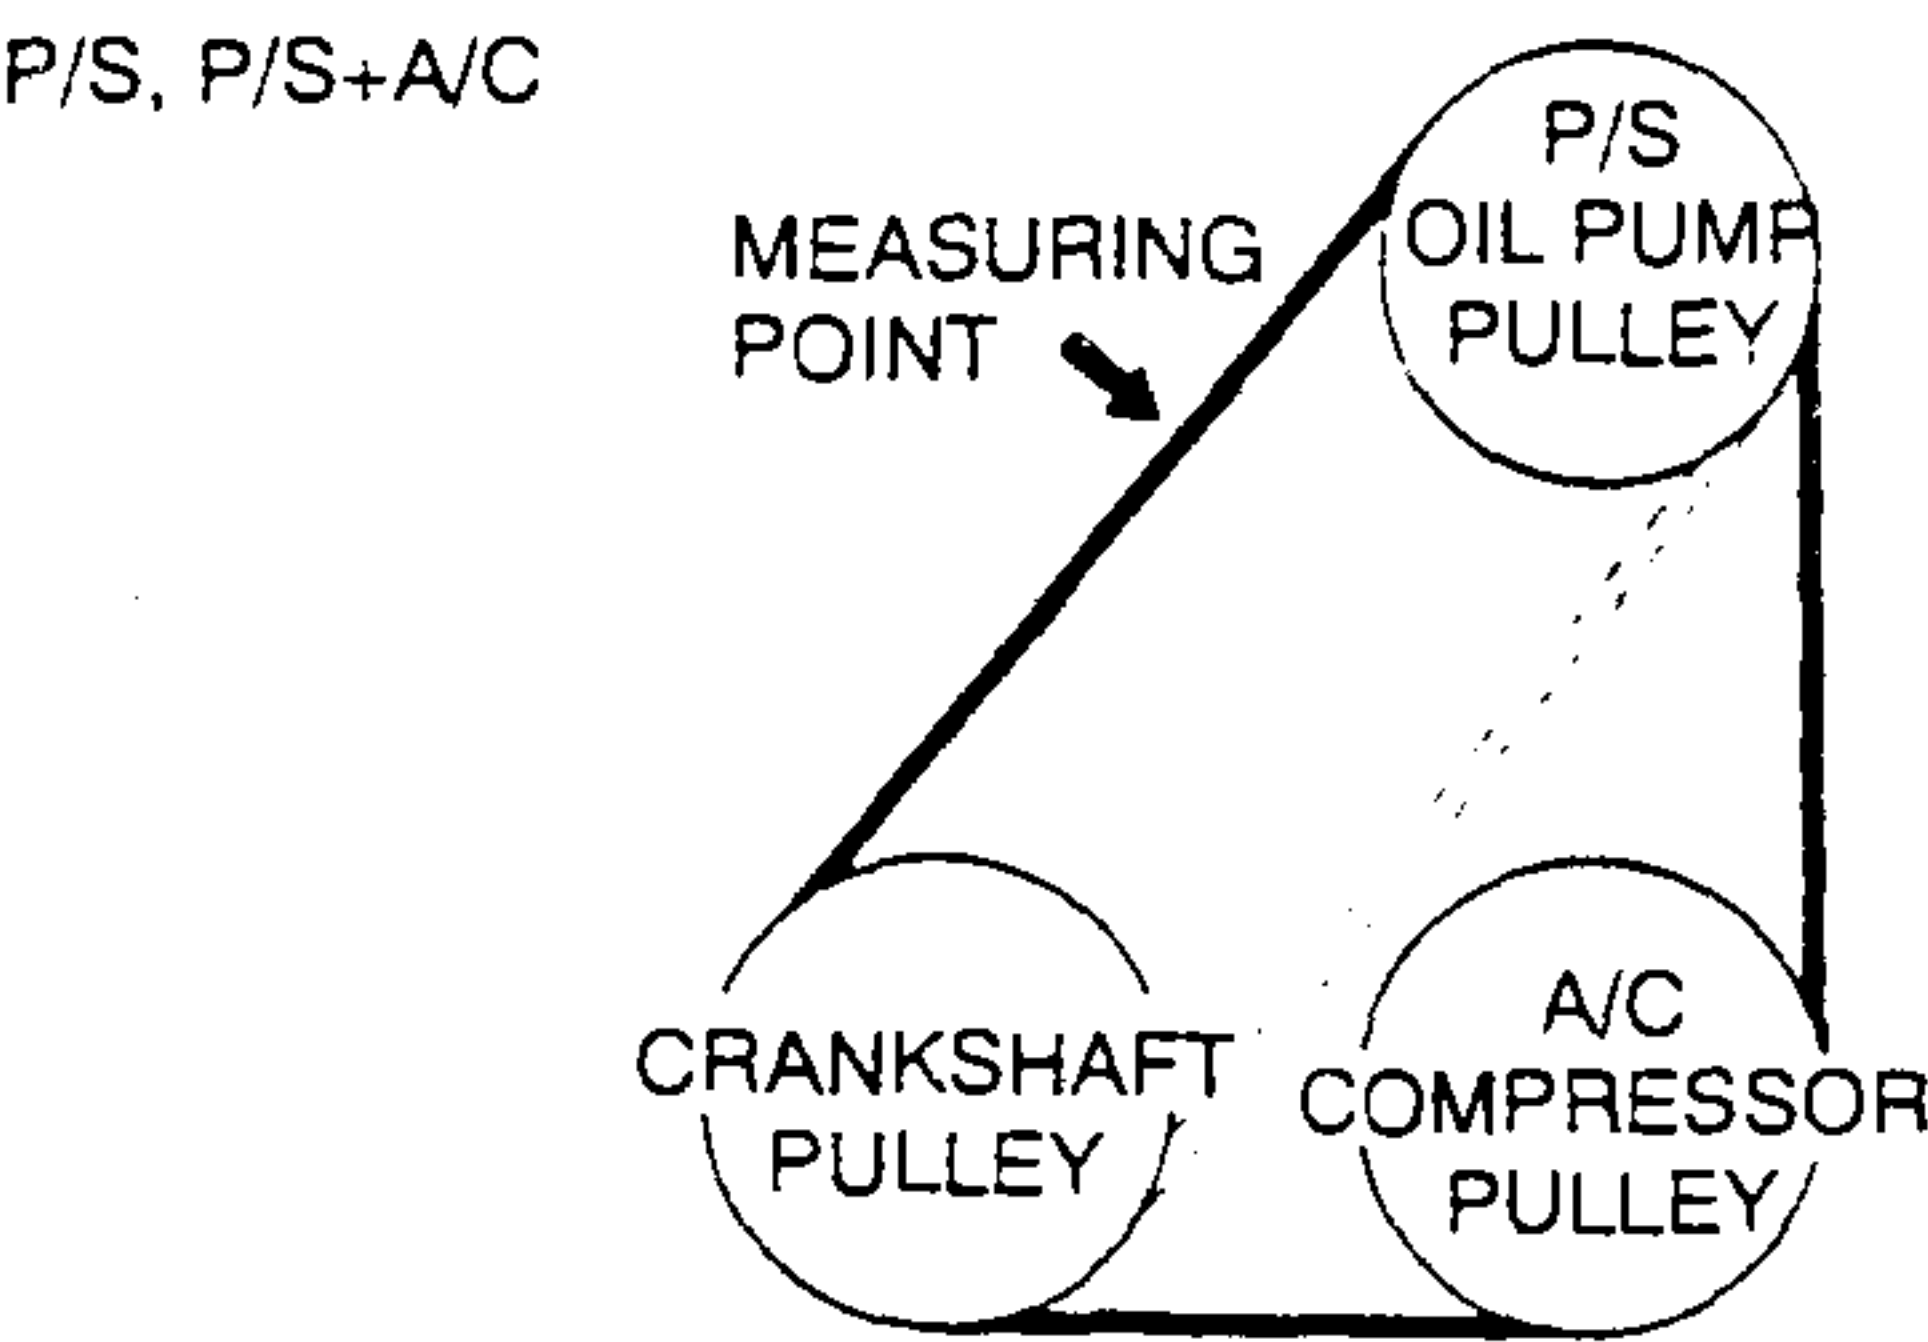 P/S, P/S+A/C
P/S
OIL PUMP
PULLEY
MEASURING
POINT
CRANKSHAFT
PULLEY
A/C
COMPRESSOR
PULLEY